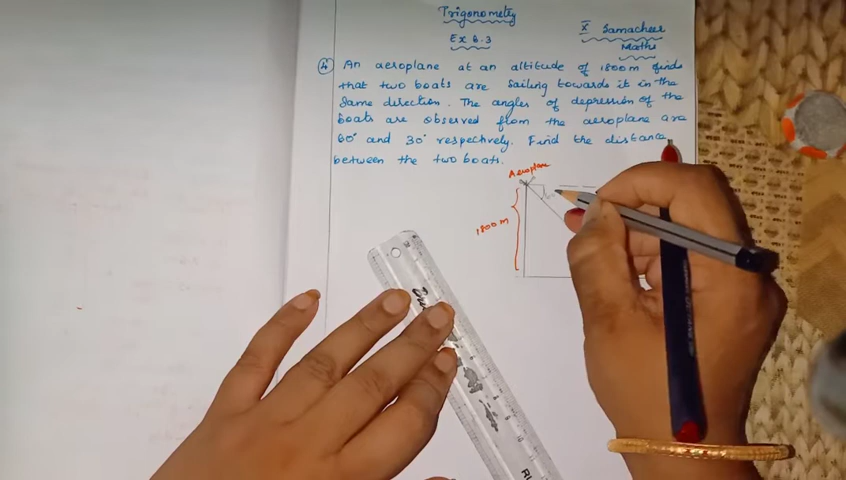 Trigonometry
X Samacheer
Ex 6.3
Maths
4 An aeroplane at an altitude of 1800m finds
that two boats are sailing towards it in the
same direction. The angles of depression of the
boats are observed from the aeroplane are
60° and 30° respectively. Find the distance
between the two boats.
Aeroplane
1800m